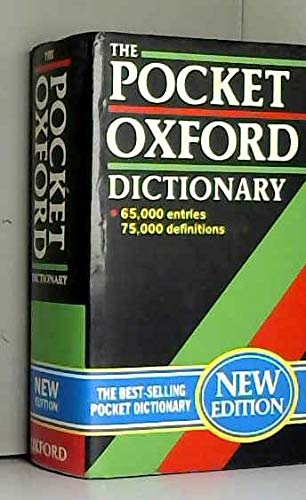 THE
POCKET
OXFORD
DICTIONARY
65,000 entries
75,000 definitions
THE BEST-SELLING
POCKET DICTIONARY
NEW
EDITION
THE
POCKET
OXFORD
DICTIONARY
NEW
EDITION
OXFORD